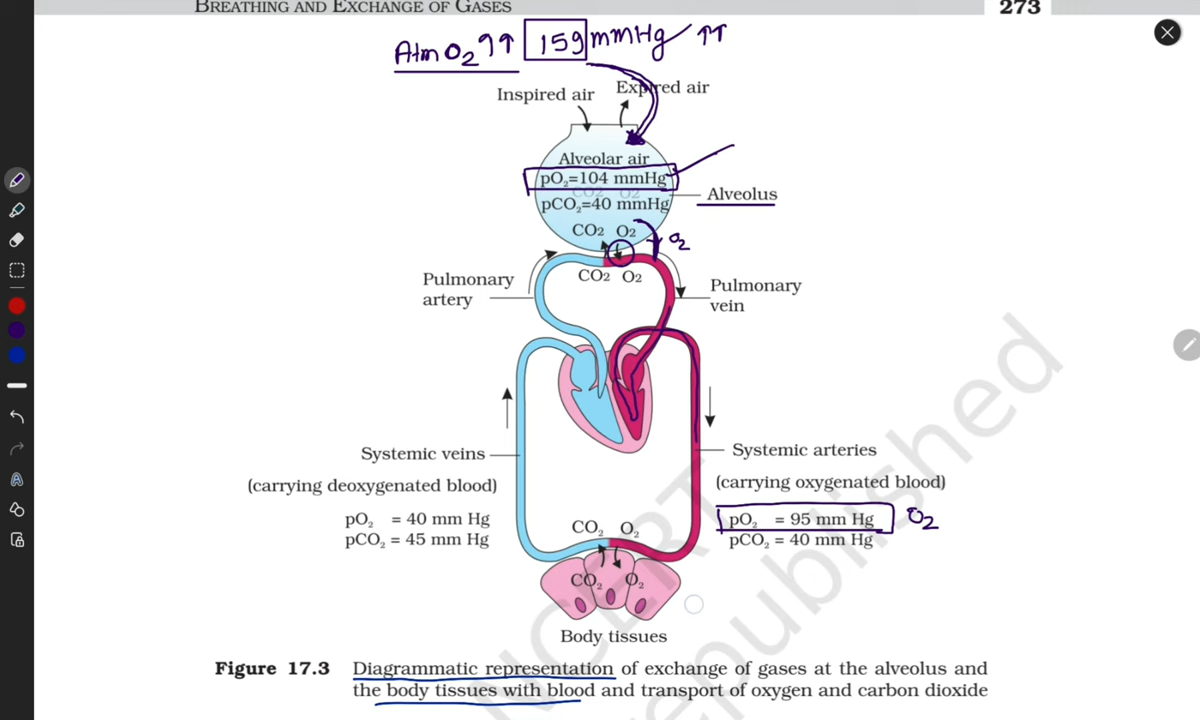 BREATHING AND EXCHANGE OF GASES 273
Atm O2 ↑↑ 159 mmHg ↑↑
Inspired air Expired air
Alveolar air
pO₂=104 mmHg
CO2 O2
pCO₂=40 mmHg
Alveolus
CO2 O2
O2
CO2 O2
Pulmonary
artery
Pulmonary
vein
Systemic veins
(carrying deoxygenated blood)
pO₂ = 40 mm Hg
pCO₂ = 45 mm Hg
Systemic arteries
(carrying oxygenated blood)
pO₂ = 95 mm Hg O2
pCO₂ = 40 mm Hg
CO₂ O₂
CO₂ O₂
Body tissues
Figure 17.3 Diagrammatic representation of exchange of gases at the alveolus and
the body tissues with blood and transport of oxygen and carbon dioxide
NCERT
republished